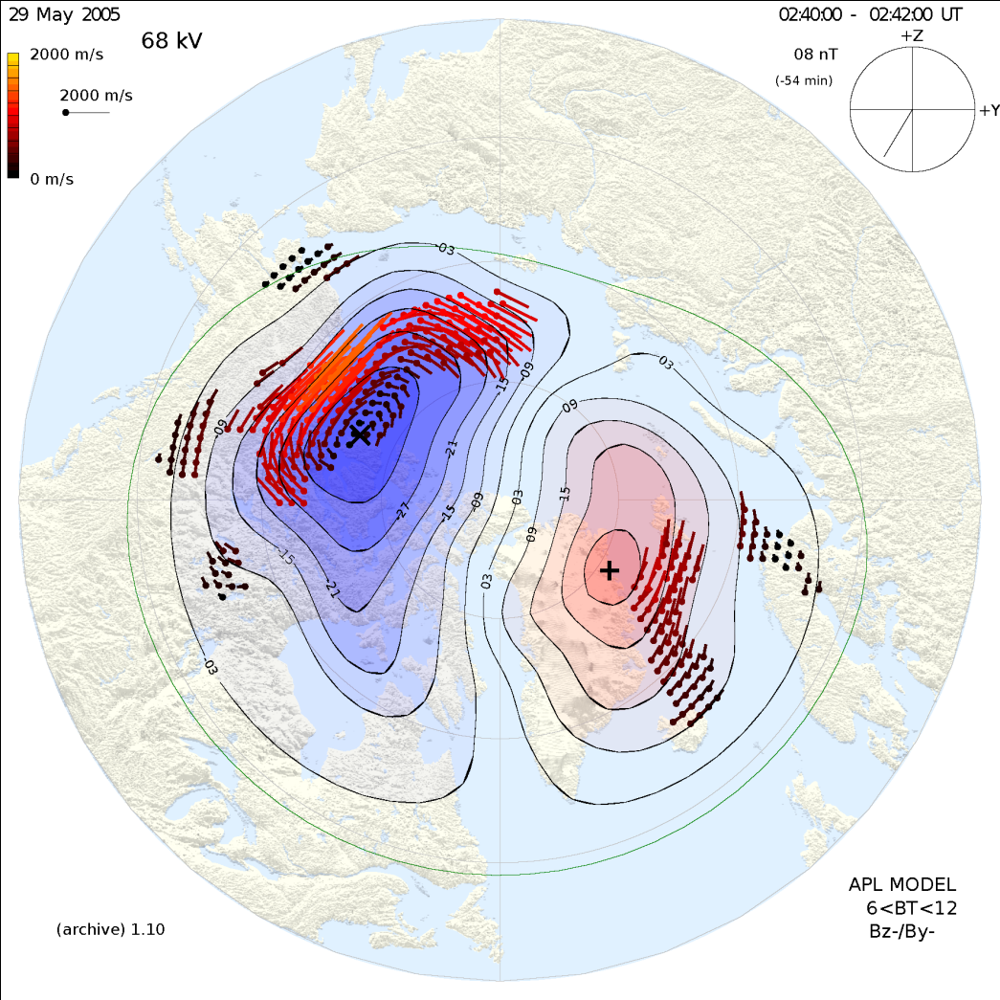 29 May 2005
02:40:00 - 02:42:00 UT
68 kV
+Z
2000 m/s
08 nT
(-54 min)
2000 m/s
+Y
0 m/s
-03
03
-09
-15
09
-09
-21
15
-09
03
-27
-15
09
-15
03
-21
-03
APL MODEL
6<BT<12
Bz-/By-
(archive) 1.10